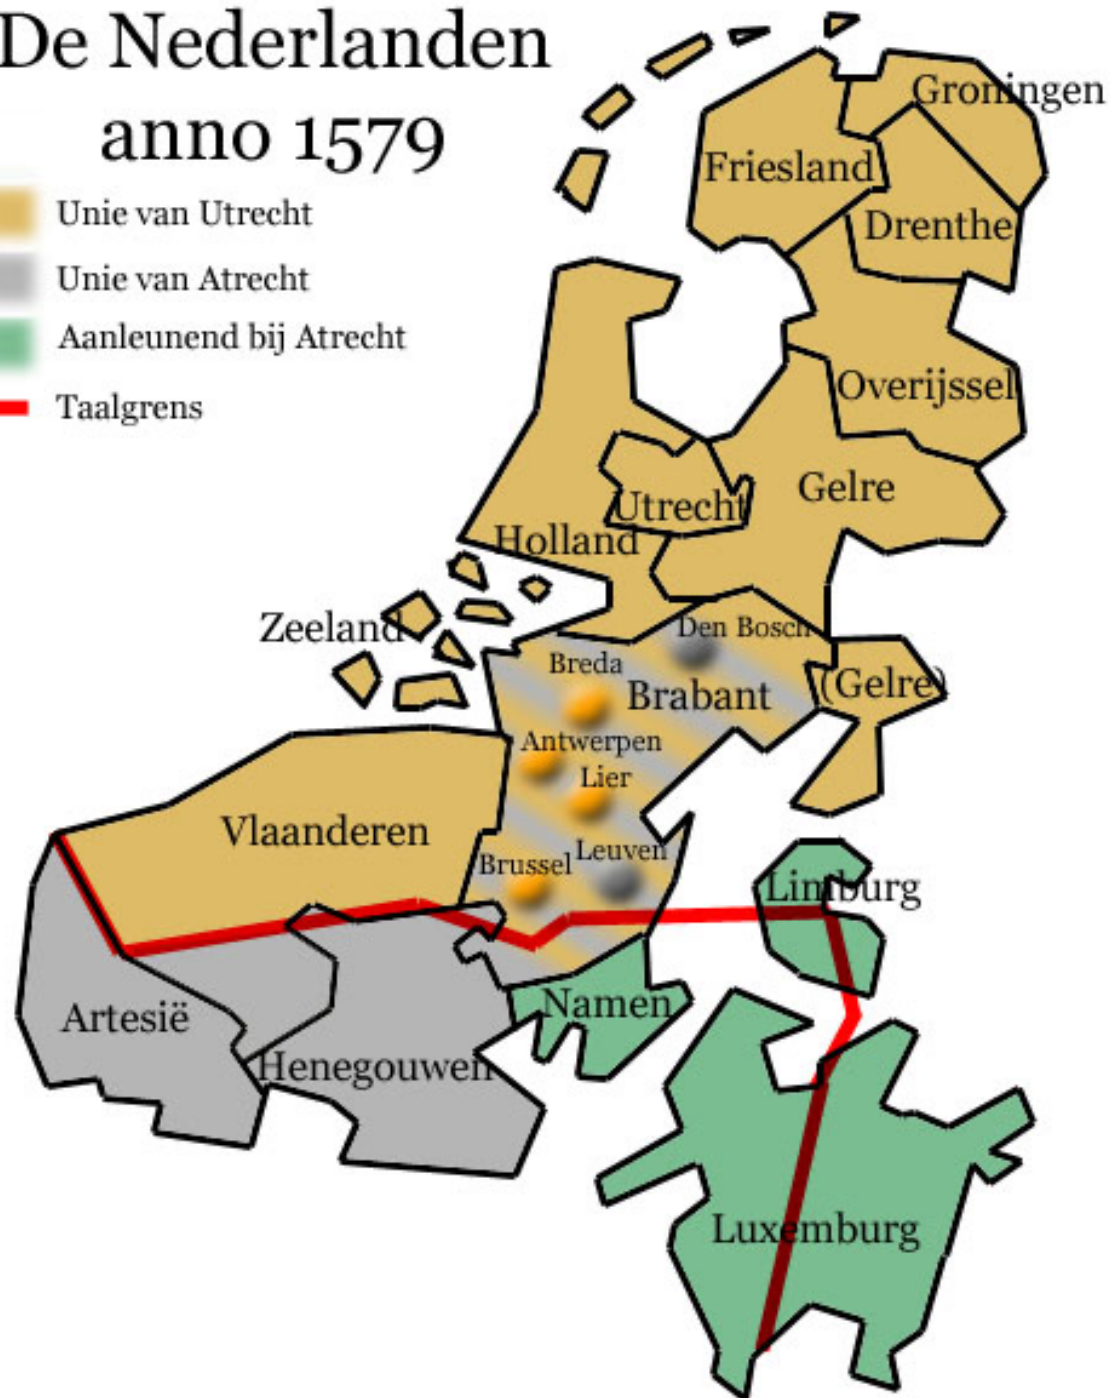 De Nederlanden
anno 1579
Unie van Utrecht
Unie van Atrecht
Aanleunend bij Atrecht
Taalgrens
Groningen
Friesland
Drenthe
Overijssel
Gelre
Utrecht
Holland
Zeeland
Den Bosch
Breda
Brabant
(Gelre)
Antwerpen
Lier
Vlaanderen
Leuven
Brussel
Limburg
Namen
Artesië
Henegouwen
Luxemburg